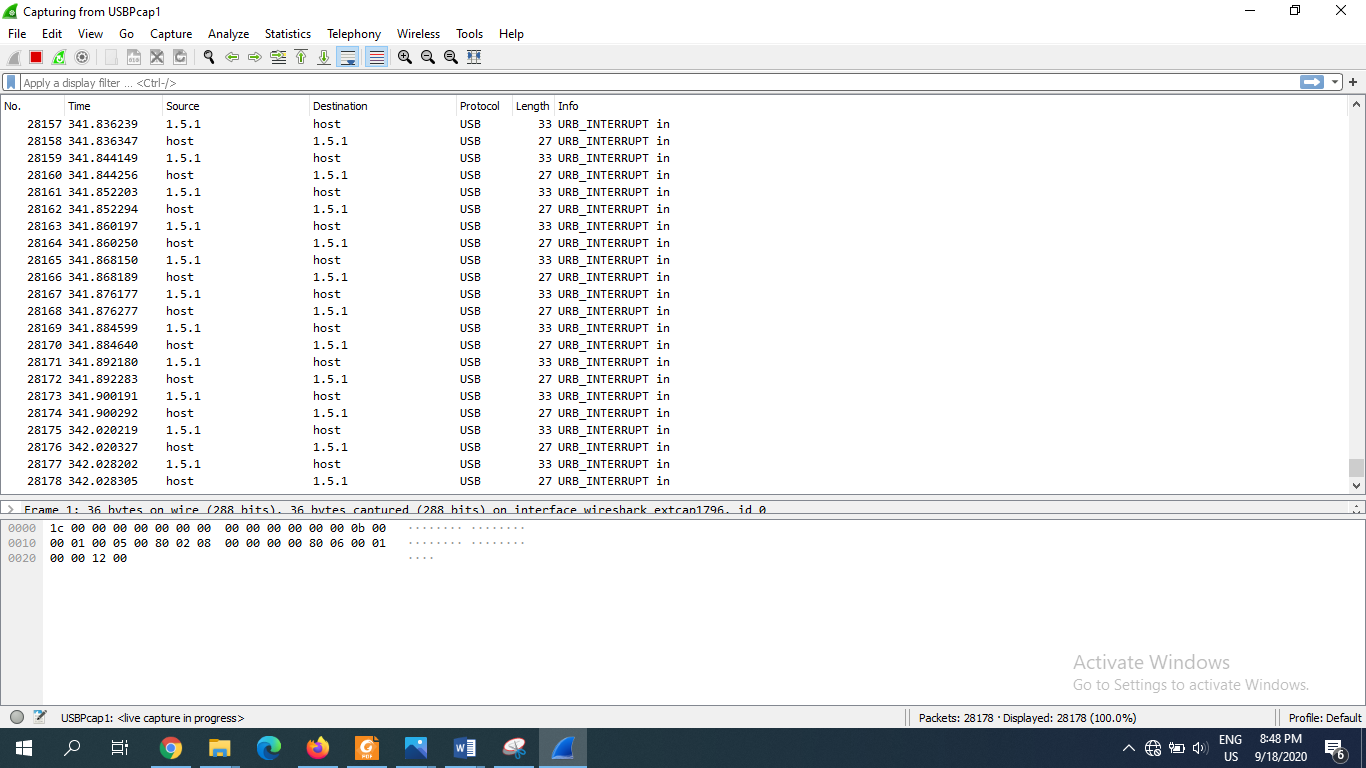 Capturing from USBPcap1
File Edit View Go Capture Analyze Statistics Telephony Wireless Tools Help
Apply a display filter ... <Ctrl-/>
No. Time Source Destination Protocol Length Info
28157 341.836239 1.5.1 host USB 33 URB_INTERRUPT in
28158 341.836347 host 1.5.1 USB 27 URB_INTERRUPT in
28159 341.844149 1.5.1 host USB 33 URB_INTERRUPT in
28160 341.844256 host 1.5.1 USB 27 URB_INTERRUPT in
28161 341.852203 1.5.1 host USB 33 URB_INTERRUPT in
28162 341.852294 host 1.5.1 USB 27 URB_INTERRUPT in
28163 341.860197 1.5.1 host USB 33 URB_INTERRUPT in
28164 341.860250 host 1.5.1 USB 27 URB_INTERRUPT in
28165 341.868150 1.5.1 host USB 33 URB_INTERRUPT in
28166 341.868189 host 1.5.1 USB 27 URB_INTERRUPT in
28167 341.876177 1.5.1 host USB 33 URB_INTERRUPT in
28168 341.876277 host 1.5.1 USB 27 URB_INTERRUPT in
28169 341.884599 1.5.1 host USB 33 URB_INTERRUPT in
28170 341.884640 host 1.5.1 USB 27 URB_INTERRUPT in
28171 341.892180 1.5.1 host USB 33 URB_INTERRUPT in
28172 341.892283 host 1.5.1 USB 27 URB_INTERRUPT in
28173 341.900191 1.5.1 host USB 33 URB_INTERRUPT in
28174 341.900292 host 1.5.1 USB 27 URB_INTERRUPT in
28175 342.020219 1.5.1 host USB 33 URB_INTERRUPT in
28176 342.020327 host 1.5.1 USB 27 URB_INTERRUPT in
28177 342.028202 1.5.1 host USB 33 URB_INTERRUPT in
28178 342.028305 host 1.5.1 USB 27 URB_INTERRUPT in
Frame 1: 36 bytes on wire (288 bits), 36 bytes captured (288 bits) on interface wireshark_extcap1796, id 0
0000 1c 00 00 00 00 00 00 00 00 00 00 00 00 00 0b 00 ········ ········
0010 00 01 00 05 00 80 02 08 00 00 00 00 80 06 00 01 ········ ········
0020 00 00 12 00 ····
Activate Windows
Go to Settings to activate Windows.
USBPcap1: <live capture in progress>
Packets: 28178 · Displayed: 28178 (100.0%)
Profile: Default
PDF
ENG
US
8:48 PM
9/18/2020
6